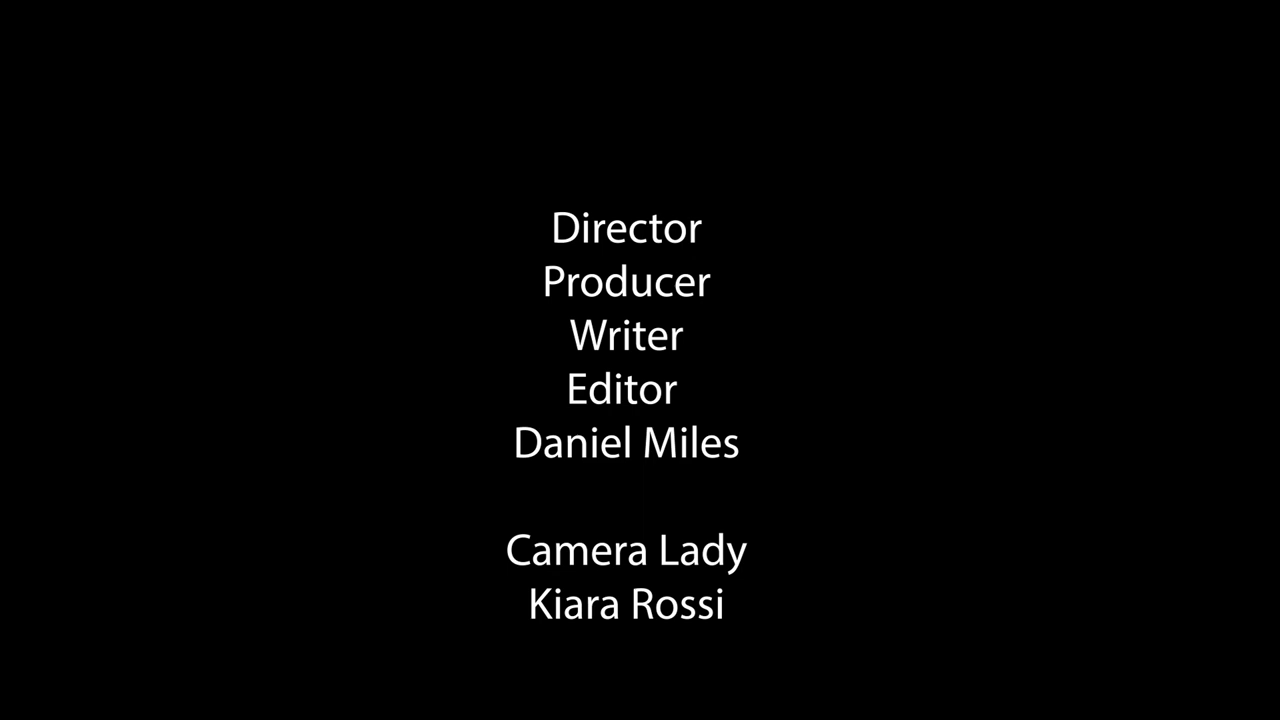 Director
Producer
Writer
Editor
Daniel Miles
Camera Lady
Kiara Rossi